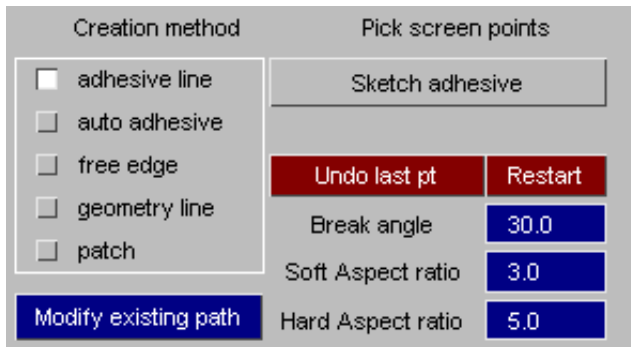 Creation method
Pick screen points
adhesive line
Sketch adhesive
auto adhesive
free edge
Undo last pt
Restart
geometry line
Break angle
30.0
patch
Soft Aspect ratio
3.0
Modify existing path
Hard Aspect ratio
5.0